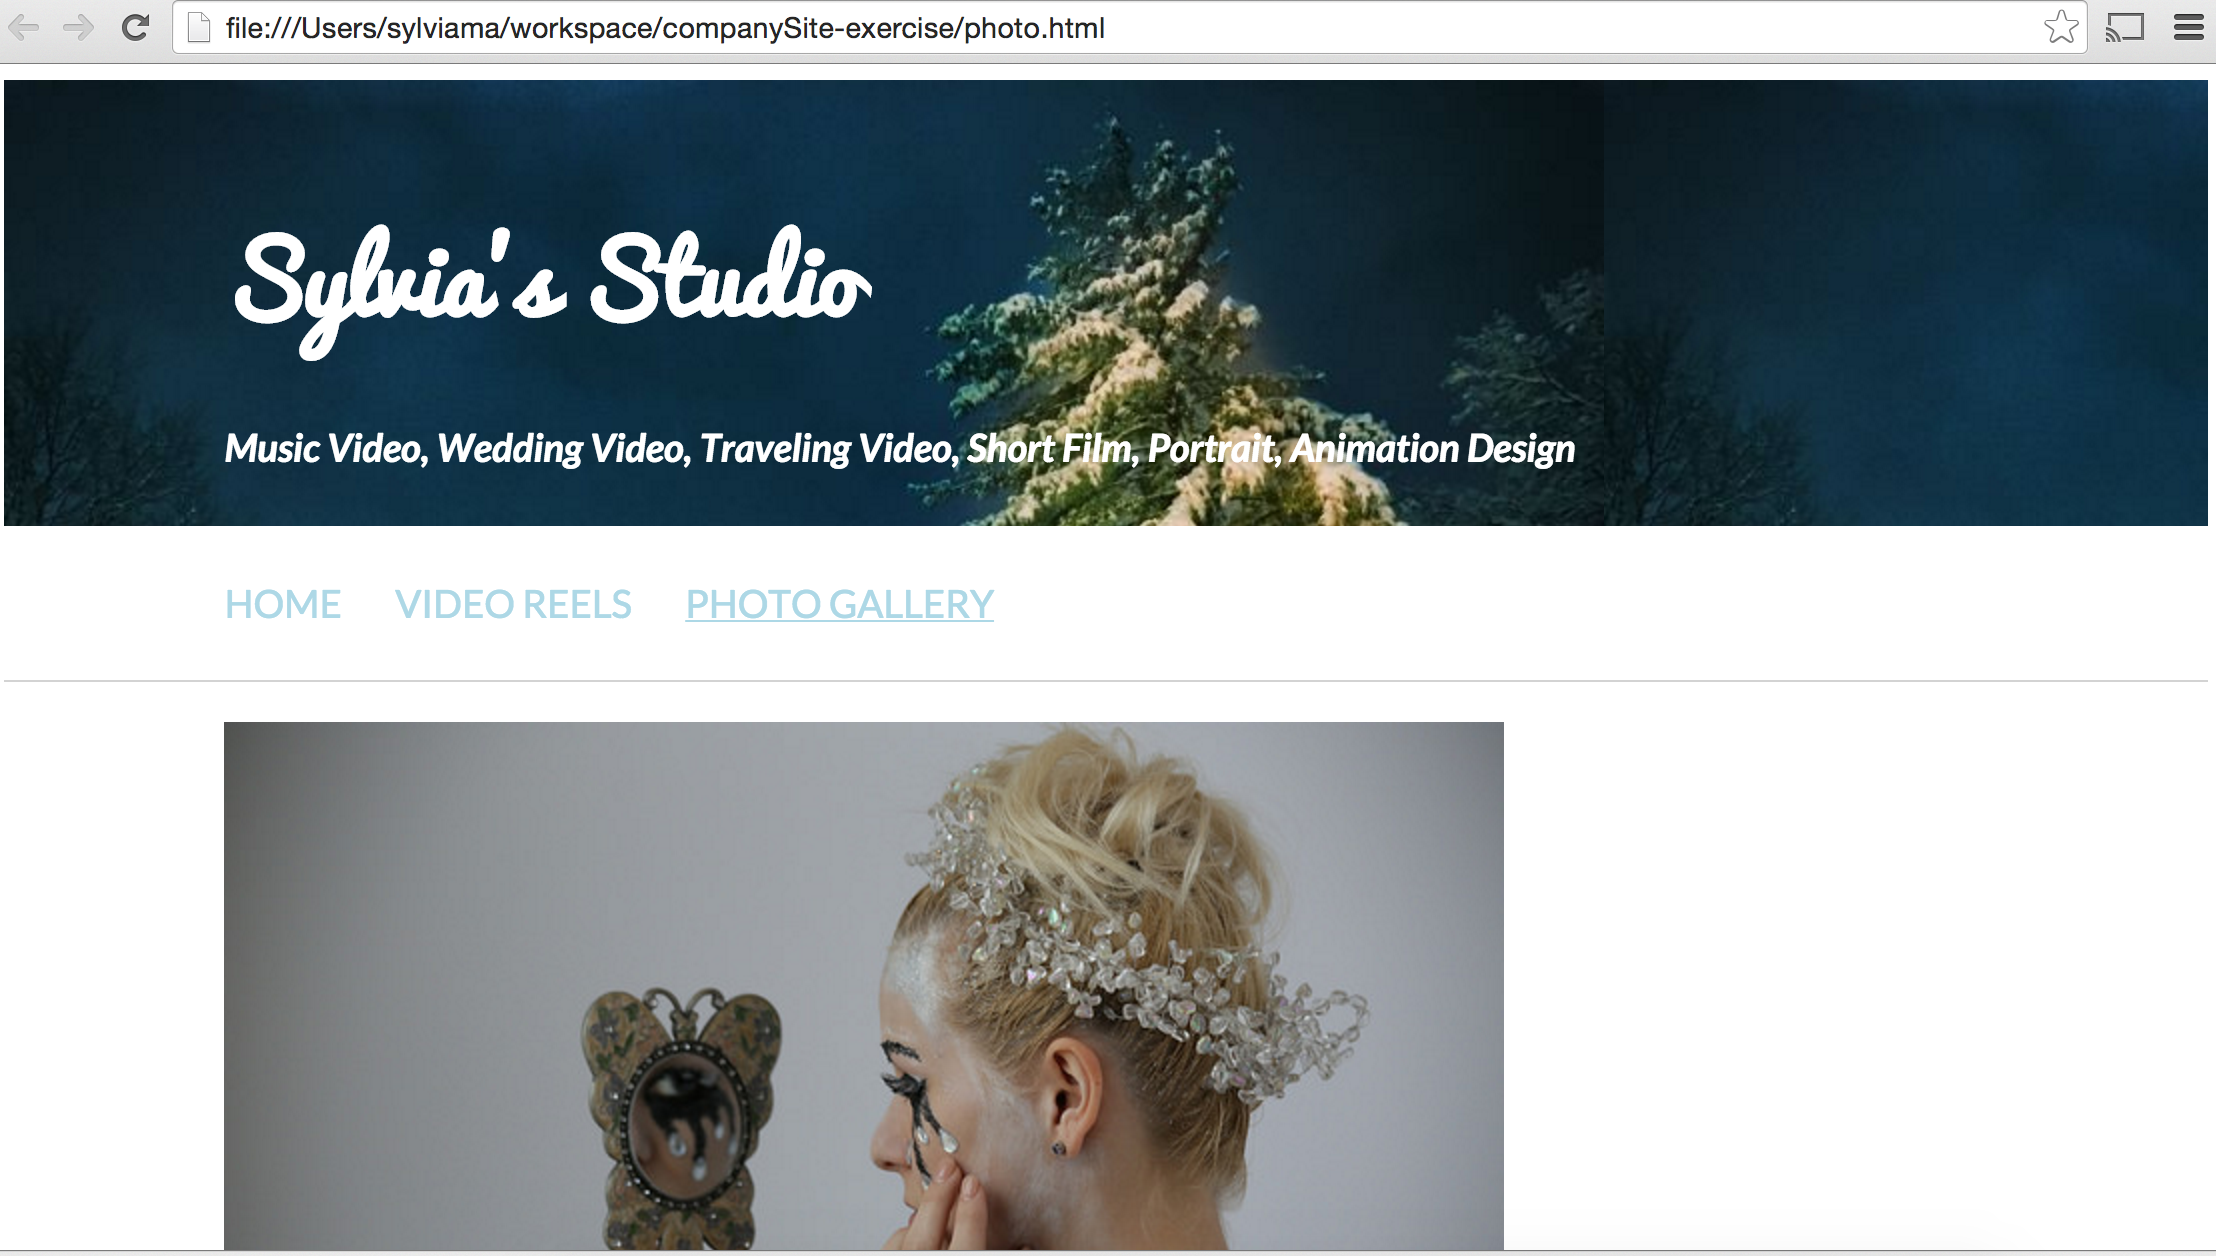 file:///Users/sylviama/workspace/companySite-exercise/photo.html
Sylvia's Studio
Music Video, Wedding Video, Traveling Video, Short Film, Portrait, Animation Design
HOME VIDEO REELS PHOTO GALLERY